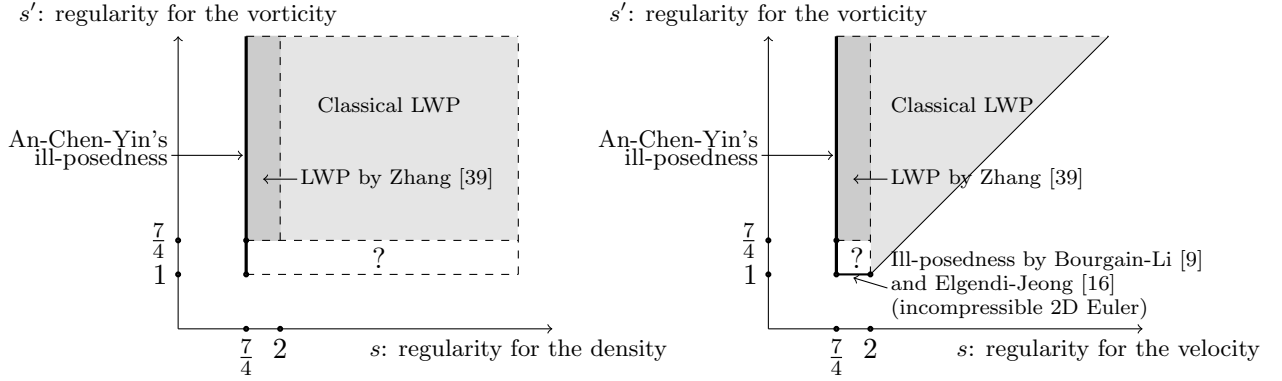 s′: regularity for the vorticity
Classical LWP
An-Chen-Yin's
ill-posedness
LWP by Zhang [39]
7/4
?
1
7/4
2
s: regularity for the density
s′: regularity for the vorticity
Classical LWP
An-Chen-Yin's
ill-posedness
LWP by Zhang [39]
7/4
?
1
Ill-posedness by Bourgain-Li [9]
and Elgendi-Jeong [16]
(incompressible 2D Euler)
7/4
2
s: regularity for the velocity